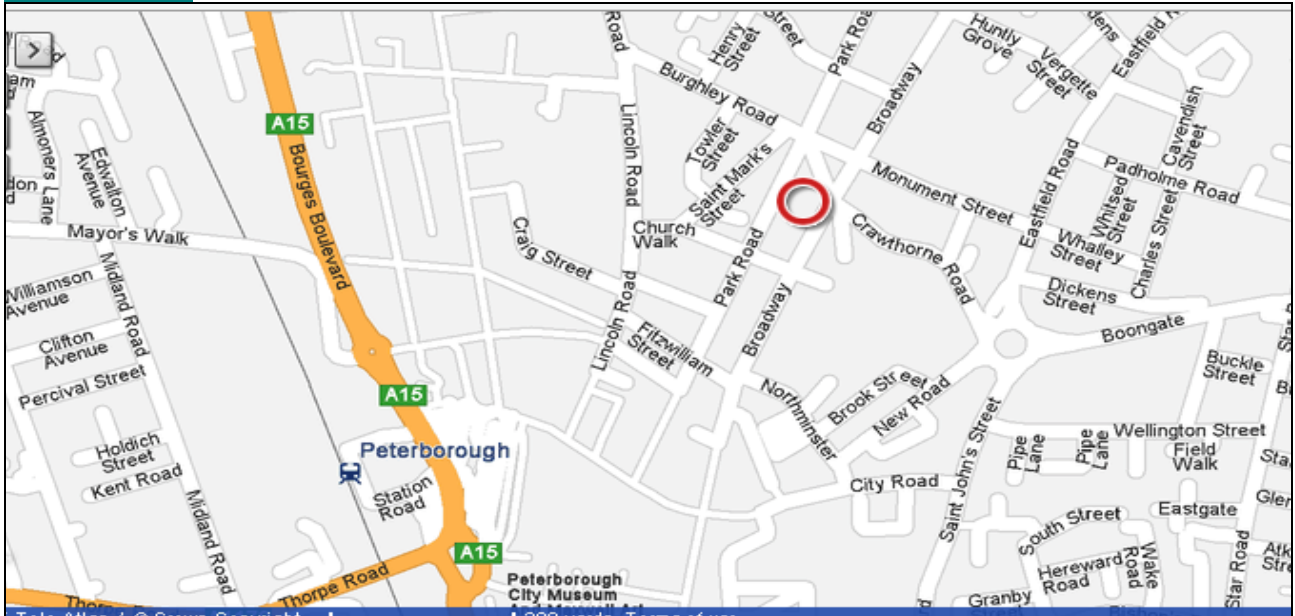 >
Road
Henry
Street
Street
Park Road
Huntly
Grove
Eastfield R
Vergette
Street
Burghley Road
Broadway
Cavendish
Street
am
Almoners Lane
A15
Lincoln Road
Towler
Street
Edwalton
Avenue
Bourges Boulevard
Saint Mark's
Street
Monument Street
Eastfield Road
Padholme Road
Whitsed
Street
Charles Street
Mayor's Walk
Church
Walk
Crawthorne Road
Whalley
Street
Craig Street
Park Road
Midland Road
Williamson
Avenue
Dickens
Street
Broadway
Lincoln Road
Boongate
Clifton
Avenue
Fitzwilliam
Street
Buckle
Street
Percival Street
A15
Northminster
Brook Street
New Road
Saint John's Street
Holdich
Street
Peterborough
Pipe
Lane
Pipe
Lane
Wellington Street
Field
Walk
Kent Road
Station
Road
City Road
Midland Road
Eastgate
South Street
A15
Hereward
Road
Wake
Road
Star Road
Thorpe Road
Peterborough
City Museum
Granby